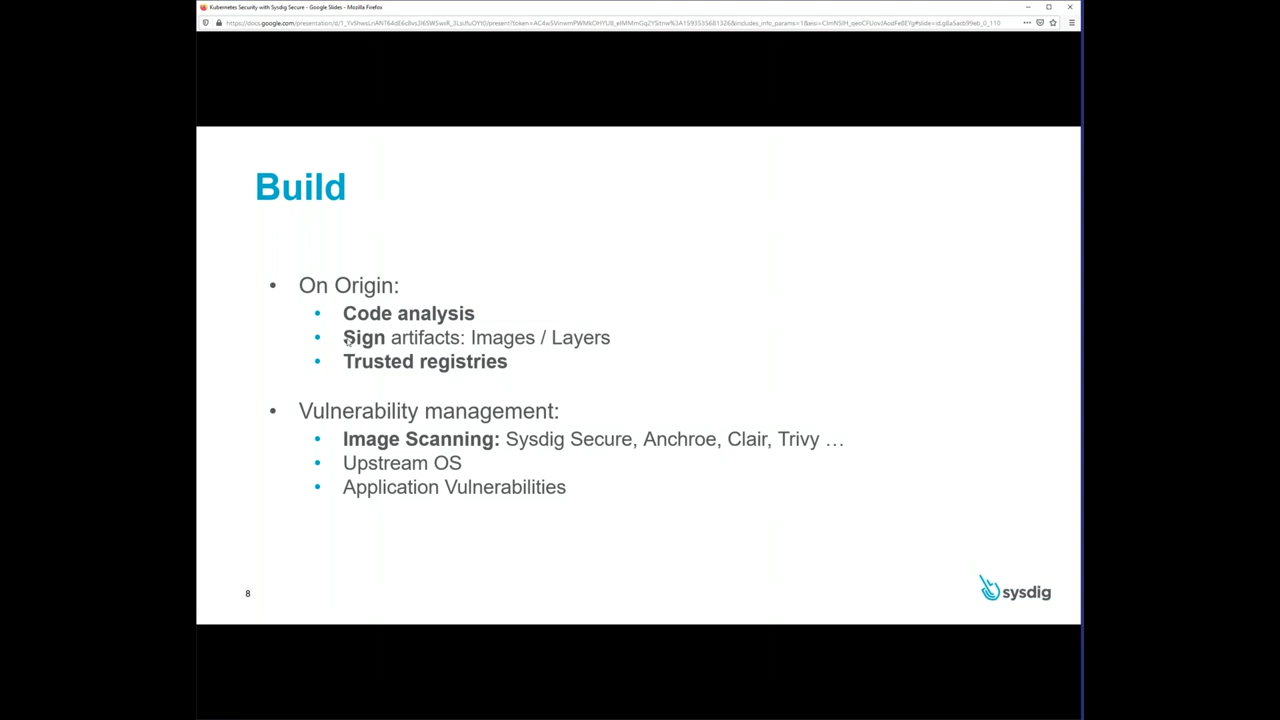 Kubernetes Security with Sysdig Secure - Google Slides - Mozilla Firefox
Build
• On Origin:
• Code analysis
• Sign artifacts: Images / Layers
• Trusted registries
• Vulnerability management:
• Image Scanning: Sysdig Secure, Anchroe, Clair, Trivy …
• Upstream OS
• Application Vulnerabilities
8
sysdig